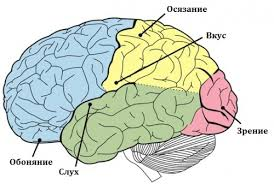 Осязание
Вкус
Зрение
Обоняние
Слух